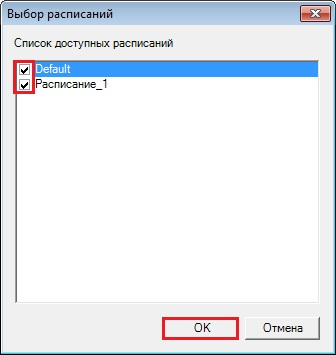 Выбор расписаний
Список доступных расписаний
Default
Расписание_1
OK
Отмена